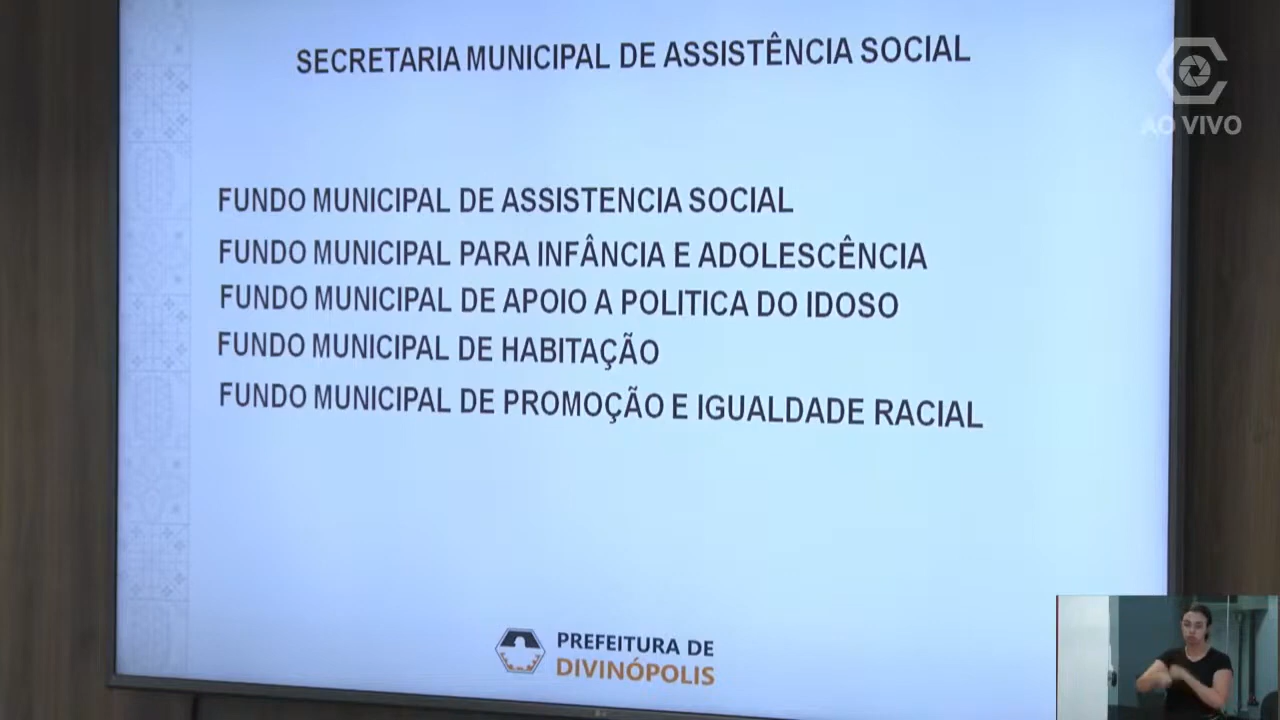 SECRETARIA MUNICIPAL DE ASSISTÊNCIA SOCIAL
AO VIVO
FUNDO MUNICIPAL DE ASSISTENCIA SOCIAL
FUNDO MUNICIPAL PARA INFÂNCIA E ADOLESCÊNCIA
FUNDO MUNICIPAL DE APOIO A POLITICA DO IDOSO
FUNDO MUNICIPAL DE HABITAÇÃO
FUNDO MUNICIPAL DE PROMOÇÃO E IGUALDADE RACIAL
PREFEITURA DE
DIVINÓPOLIS